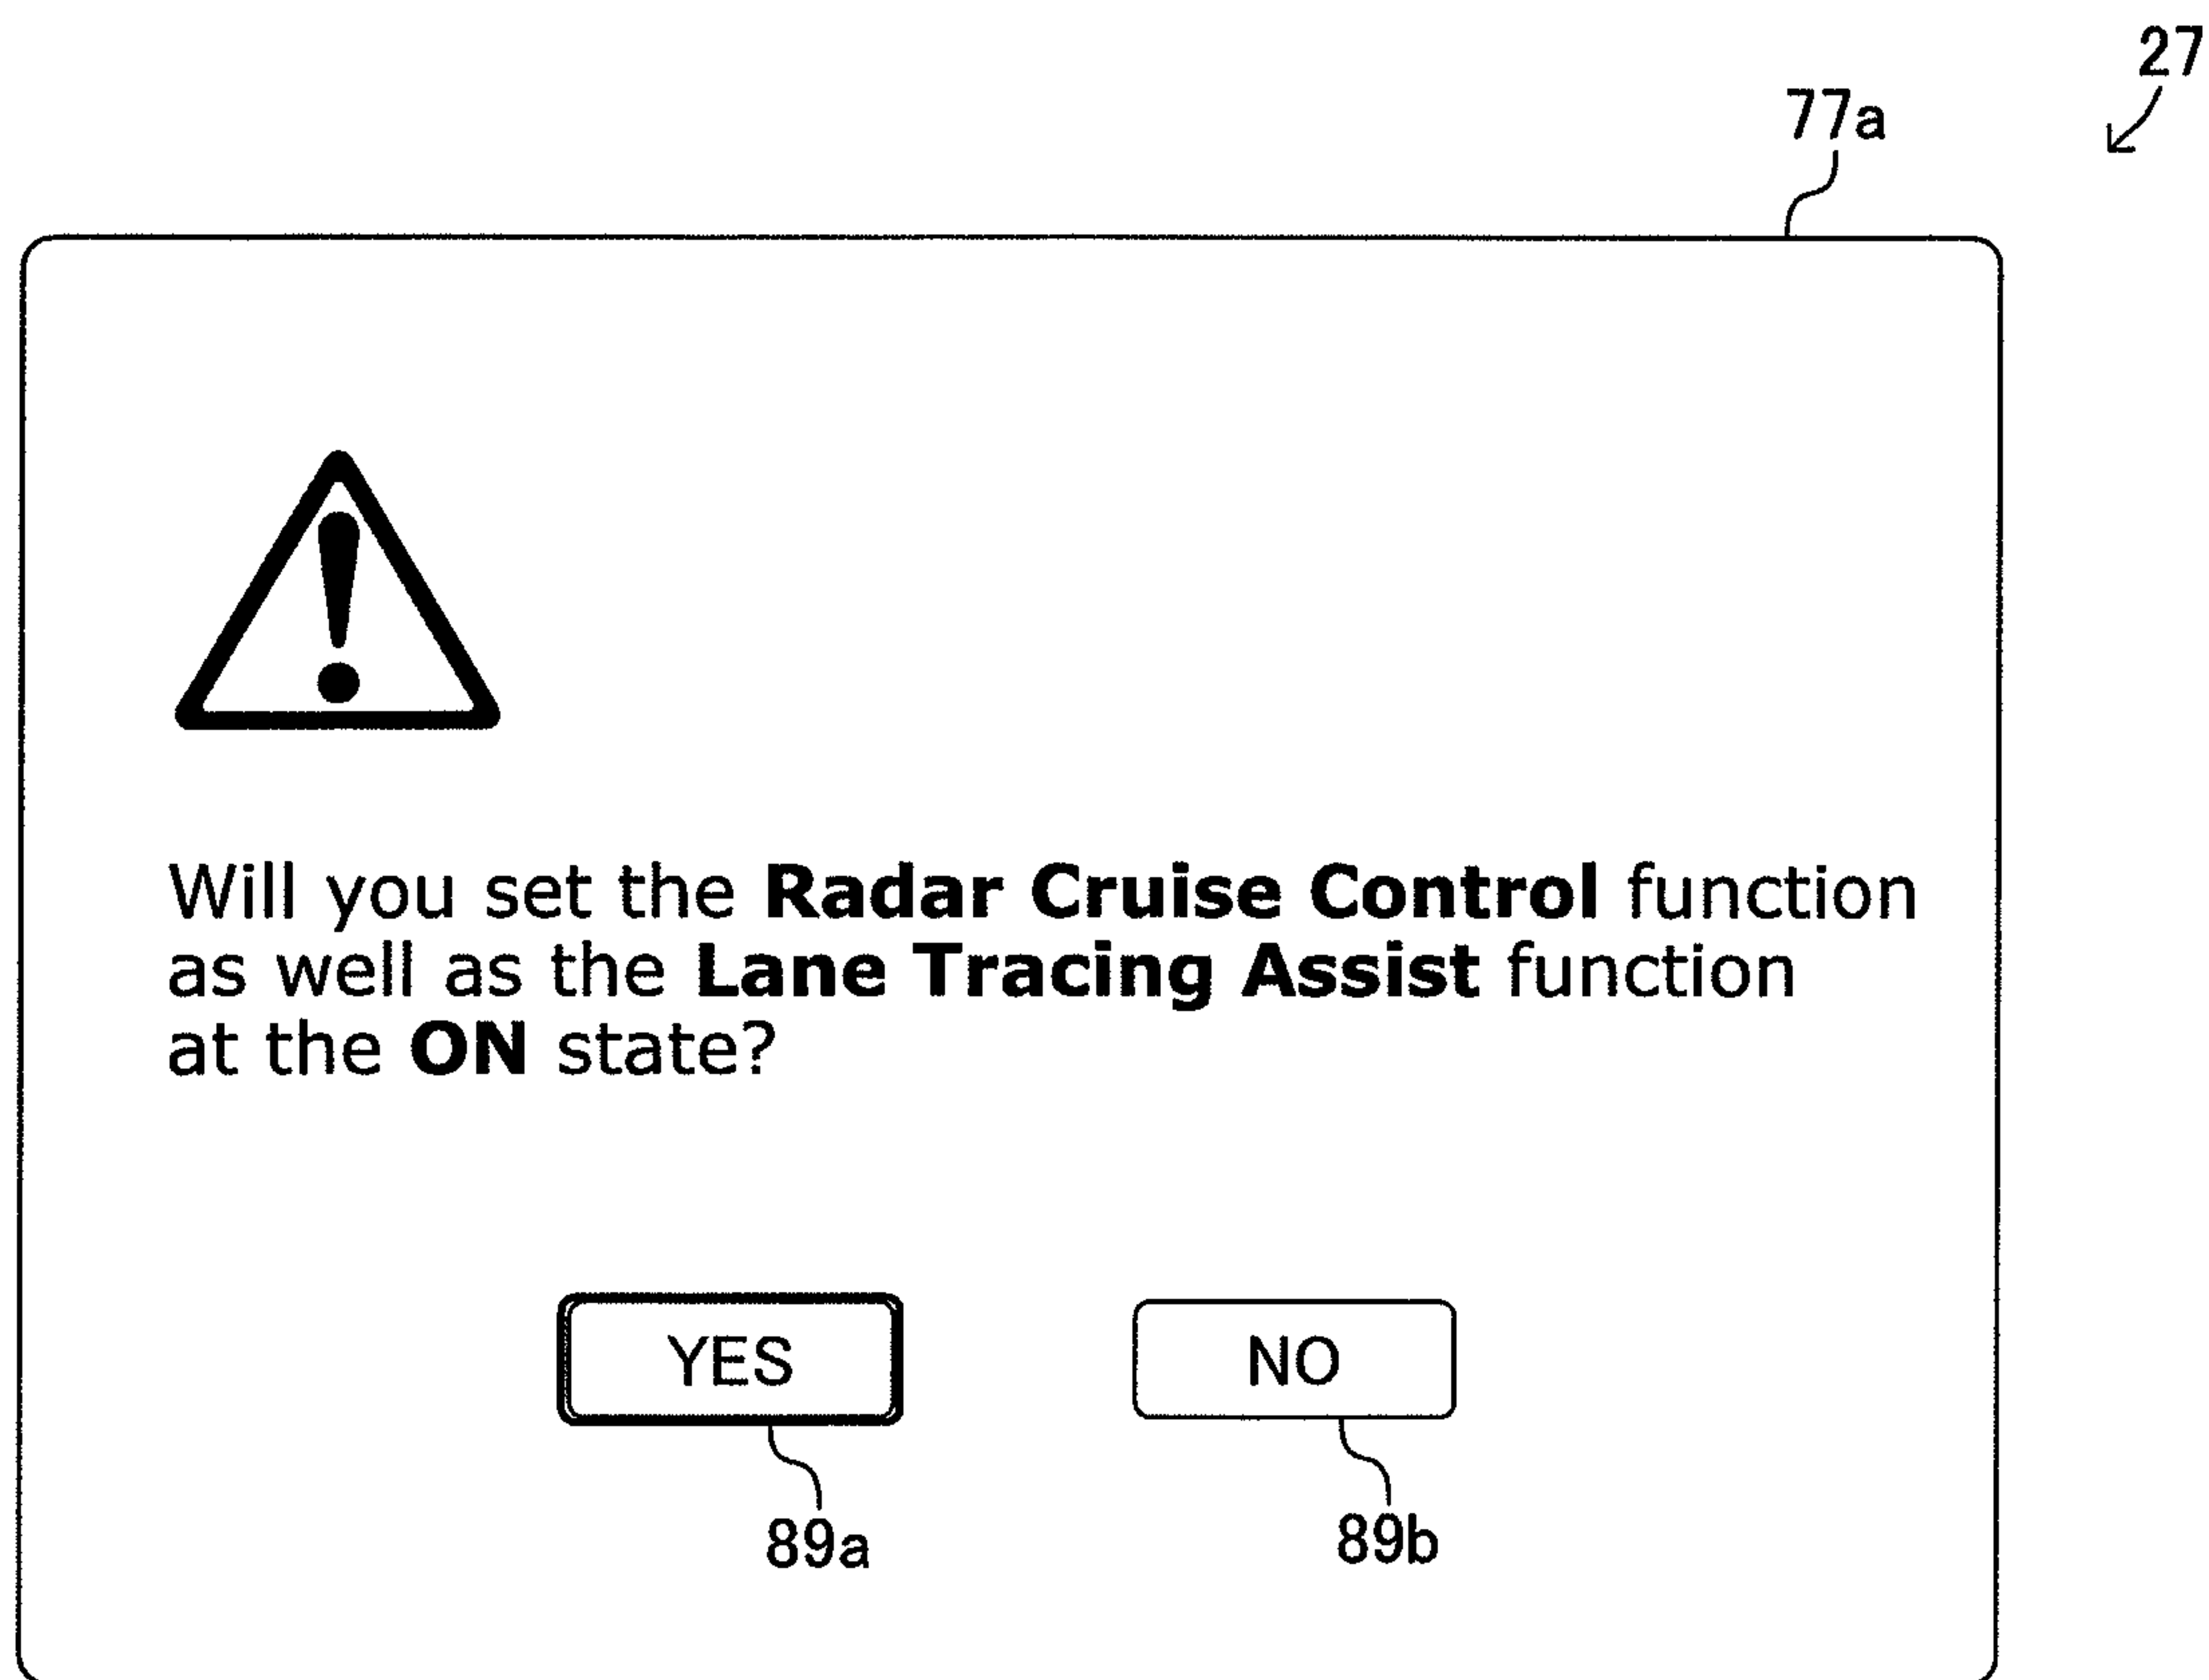 27
77a
Will you set the Radar Cruise Control function
as well as the Lane Tracing Assist function
at the ON state?
YES
NO
89a
89b